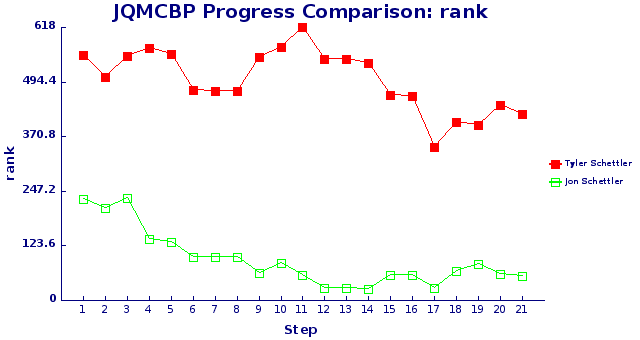 JQMCBP Progress Comparison: rank
618
494.4
370.8
247.2
123.6
0
rank
1 2 3 4 5 6 7 8 9 10 11 12 13 14 15 16 17 18 19 20 21
Step
Tyler Schettler
Jon Schettler